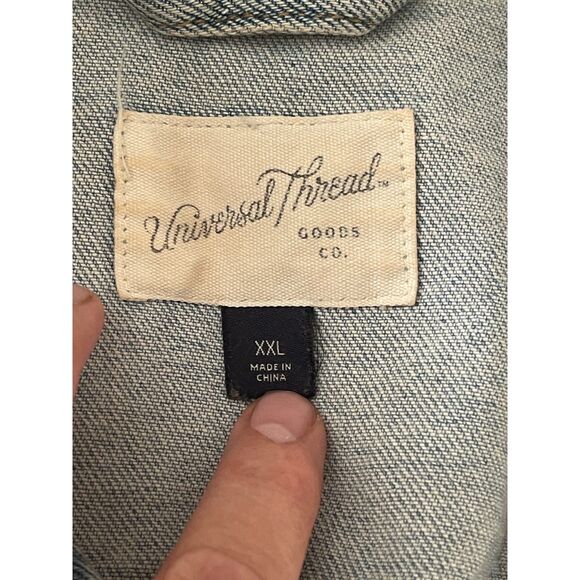 Universal Thread™
GOODS
CO.
XXL
MADE IN
CHINA